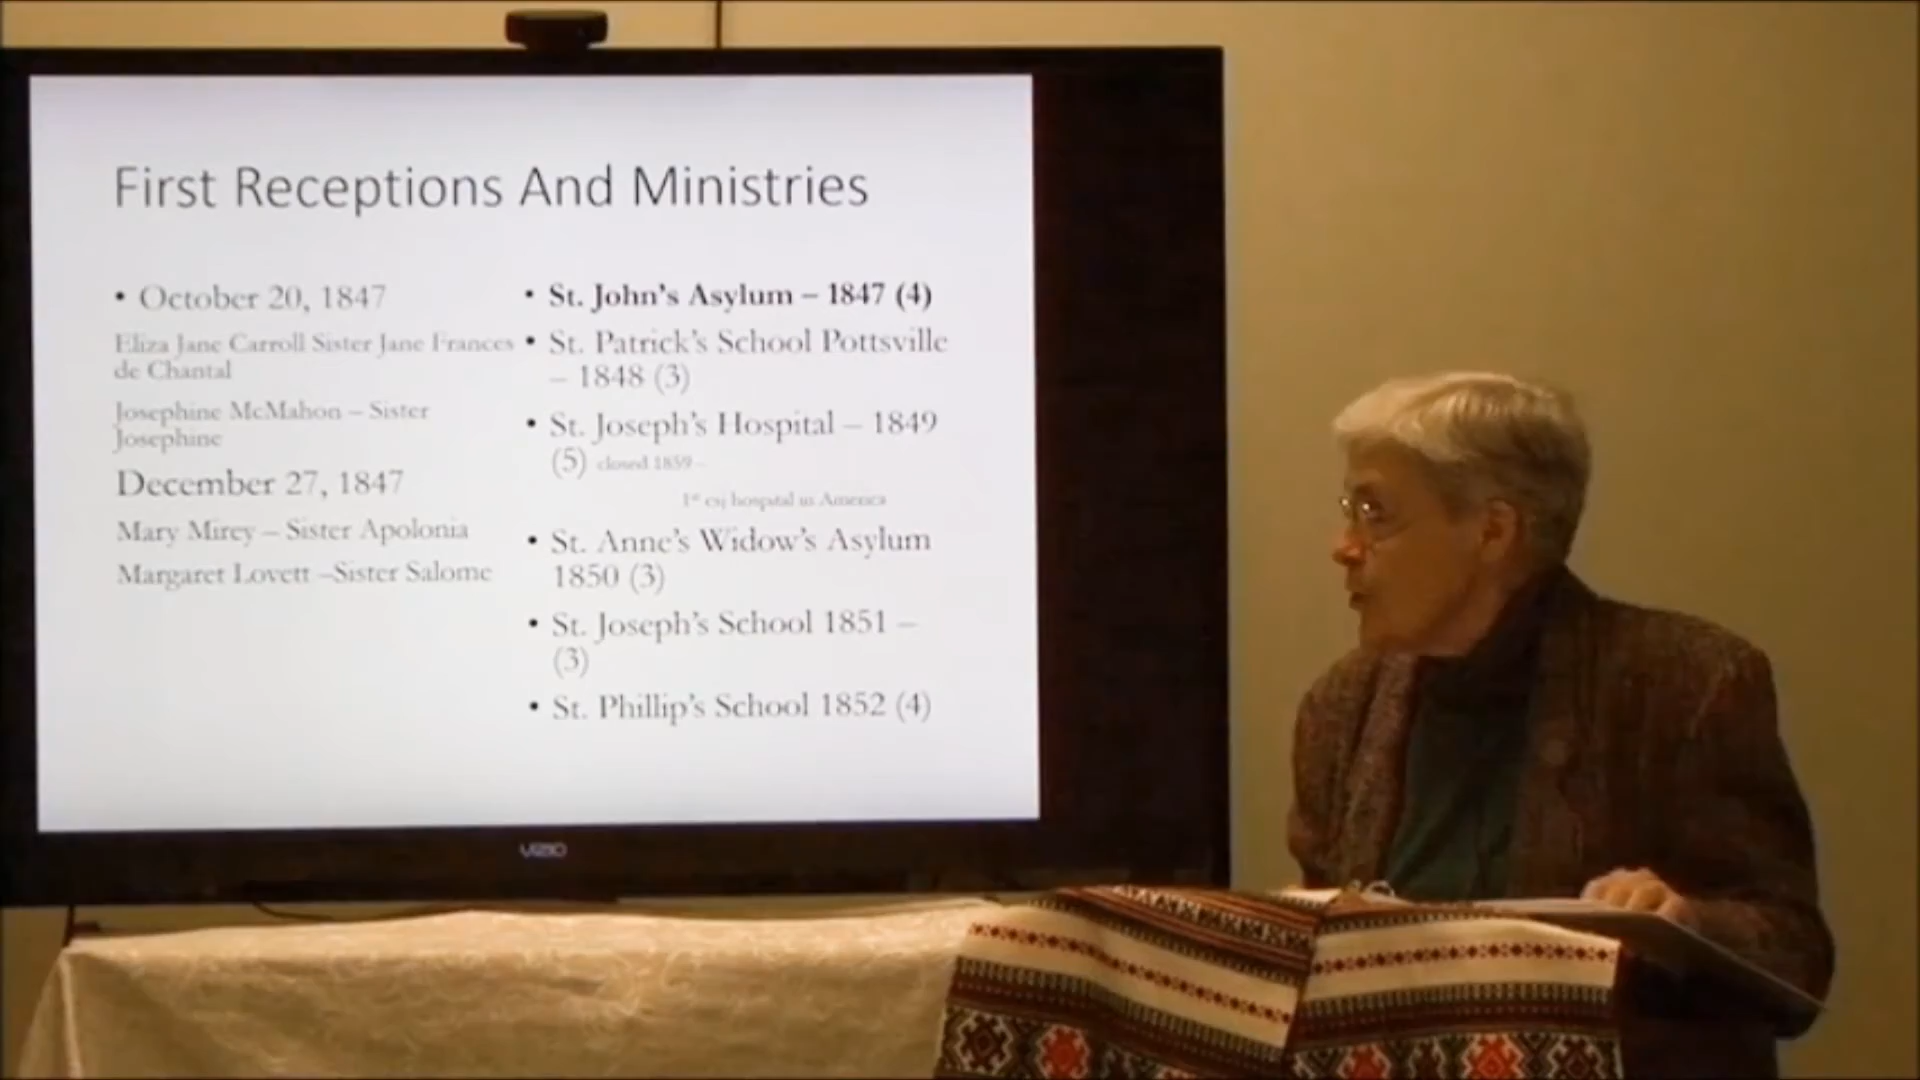 First Receptions And Ministries
• October 20, 1847
Eliza Jane Carroll Sister Jane Frances
de Chantal
Josephine McMahon – Sister
Josephine
December 27, 1847
Mary Mirey – Sister Apolonia
Margaret Lovett –Sister Salome
• St. John's Asylum – 1847 (4)
• St. Patrick's School Pottsville
– 1848 (3)
• St. Joseph's Hospital – 1849
(5) closed 1859 –
1st csj hospital in America
• St. Anne's Widow's Asylum
1850 (3)
• St. Joseph's School 1851 –
(3)
• St. Phillip's School 1852 (4)
VIZIO